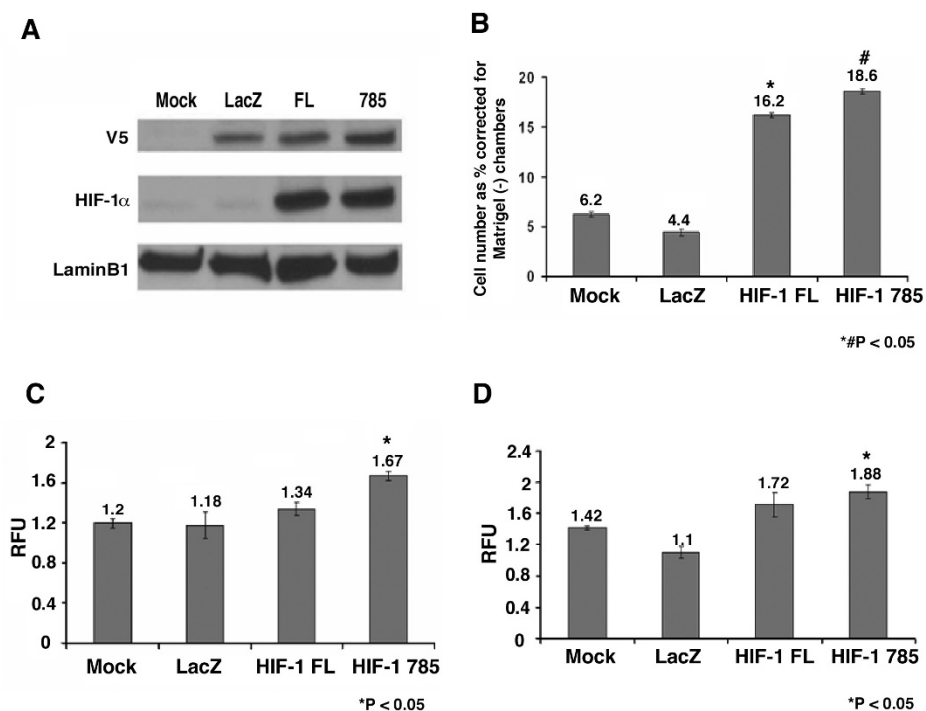 A
Mock LacZ FL 785
V5
HIF-1α
LaminB1
B
Cell number as % corrected for
Matrigel (-) chambers
20
15
10
5
0
6.2
4.4
*
16.2
#
18.6
Mock LacZ HIF-1 FL HIF-1 785
*#P < 0.05
C
RFU
2
1.6
1.2
0.8
0.4
0
1.2
1.18
1.34
*
1.67
Mock LacZ HIF-1 FL HIF-1 785
*P < 0.05
D
RFU
2.4
2
1.6
1.2
0.8
0.4
0
1.42
1.1
1.72
*
1.88
Mock LacZ HIF-1 FL HIF-1 785
*P < 0.05